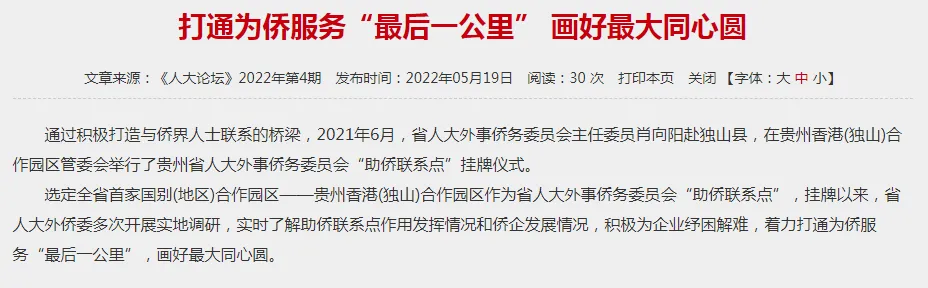 打通为侨服务“最后一公里” 画好最大同心圆
文章来源：《人大论坛》2022年第4期 发布时间：2022年05月19日 阅读：30 次 打印本页 关闭 【字体：大 中 小】
通过积极打造与侨界人士联系的桥梁，2021年6月，省人大外事侨务委员会主任委员肖向阳赴独山县，在贵州香港(独山)合
作园区管委会举行了贵州省人大外事侨务委员会“助侨联系点”挂牌仪式。
选定全省首家国别(地区)合作园区——贵州香港(独山)合作园区作为省人大外事侨务委员会“助侨联系点”，挂牌以来，省
人大外侨委多次开展实地调研，实时了解助侨联系点作用发挥情况和侨企发展情况，积极为企业纾困解难，着力打通为侨服
务“最后一公里”，画好最大同心圆。